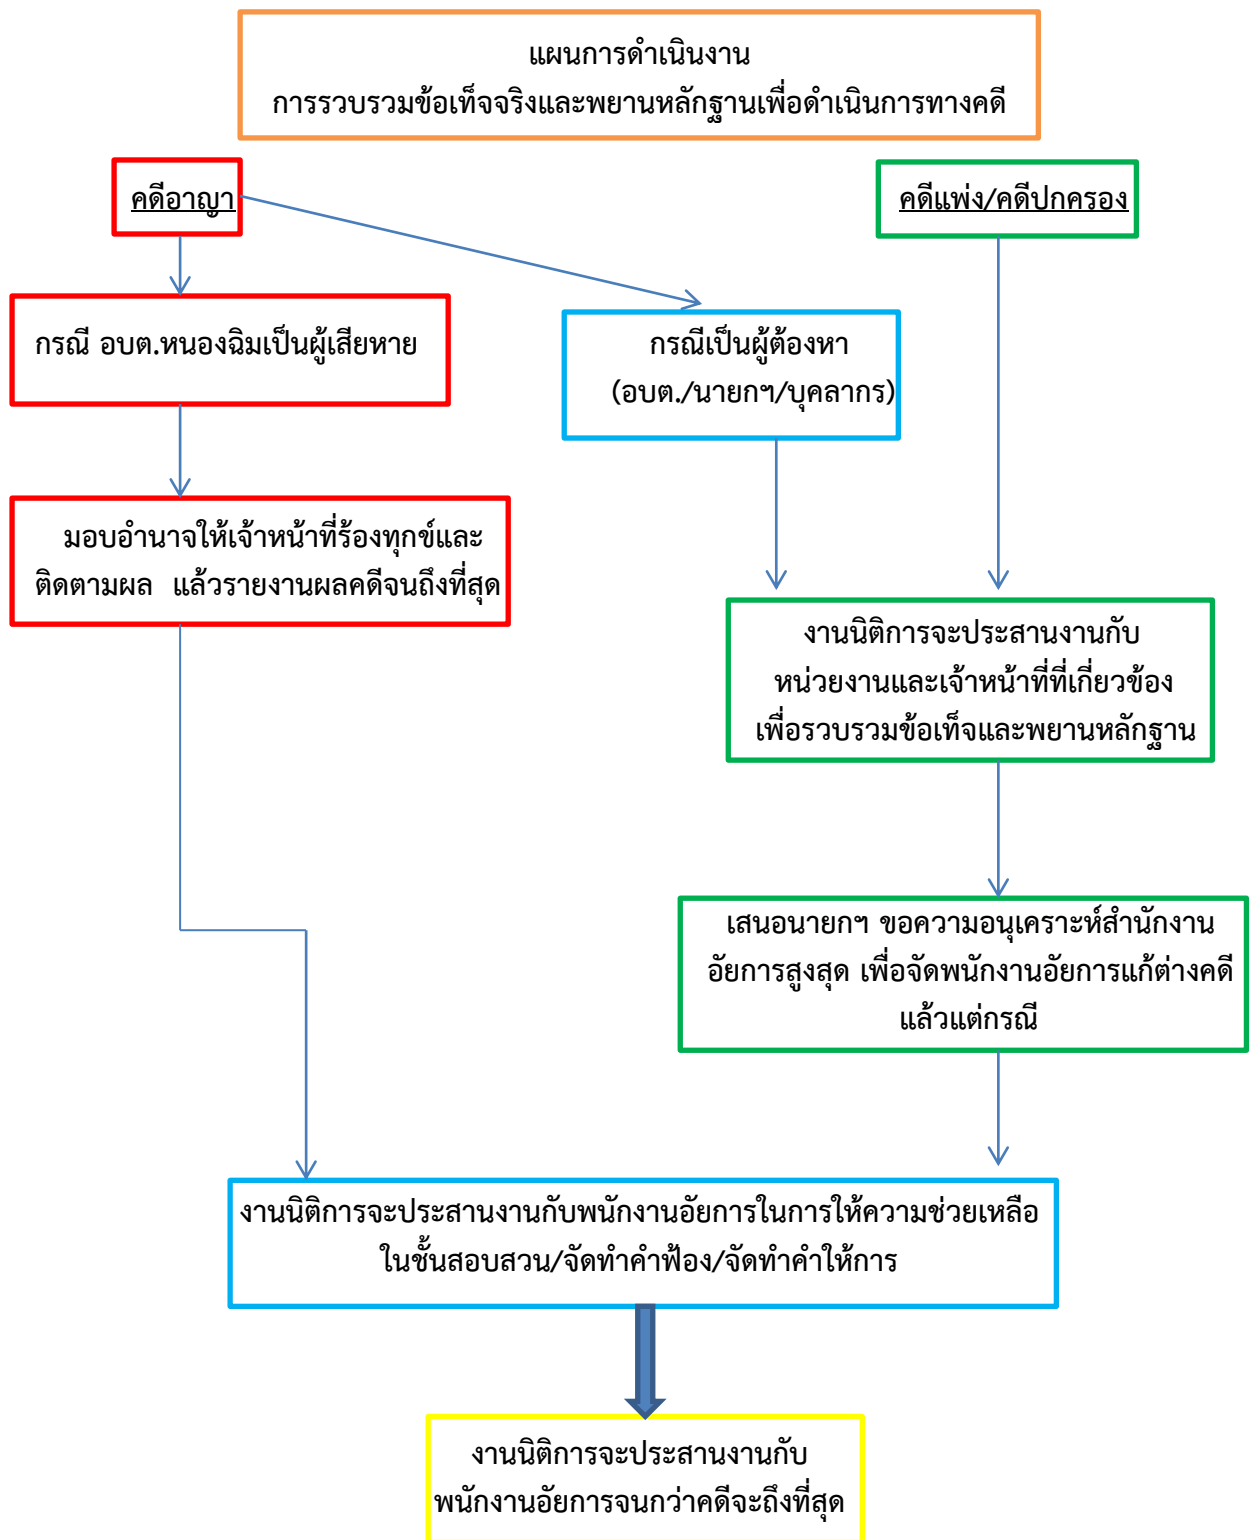 แผนการดำเนินงาน
การรวบรวมข้อเท็จจริงและพยานหลักฐานเพื่อดำเนินการทางคดี
คดีอาญา
คดีแพ่ง/คดีปกครอง
กรณี อบต.หนองฉิมเป็นผู้เสียหาย
กรณีเป็นผู้ต้องหา
(อบต./นายกฯ/บุคลากร)
มอบอำนาจให้เจ้าหน้าที่ร้องทุกข์และ
ติดตามผล แล้วรายงานผลคดีจนถึงที่สุด
งานนิติการจะประสานงานกับ
หน่วยงานและเจ้าหน้าที่ที่เกี่ยวข้อง
เพื่อรวบรวมข้อเท็จและพยานหลักฐาน
เสนอนายกฯ ขอความอนุเคราะห์สำนักงาน
อัยการสูงสุด เพื่อจัดพนักงานอัยการแก้ต่างคดี
แล้วแต่กรณี
งานนิติการจะประสานงานกับพนักงานอัยการในการให้ความช่วยเหลือ
ในชั้นสอบสวน/จัดทำคำฟ้อง/จัดทำคำให้การ
งานนิติการจะประสานงานกับ
พนักงานอัยการจนกว่าคดีจะถึงที่สุด